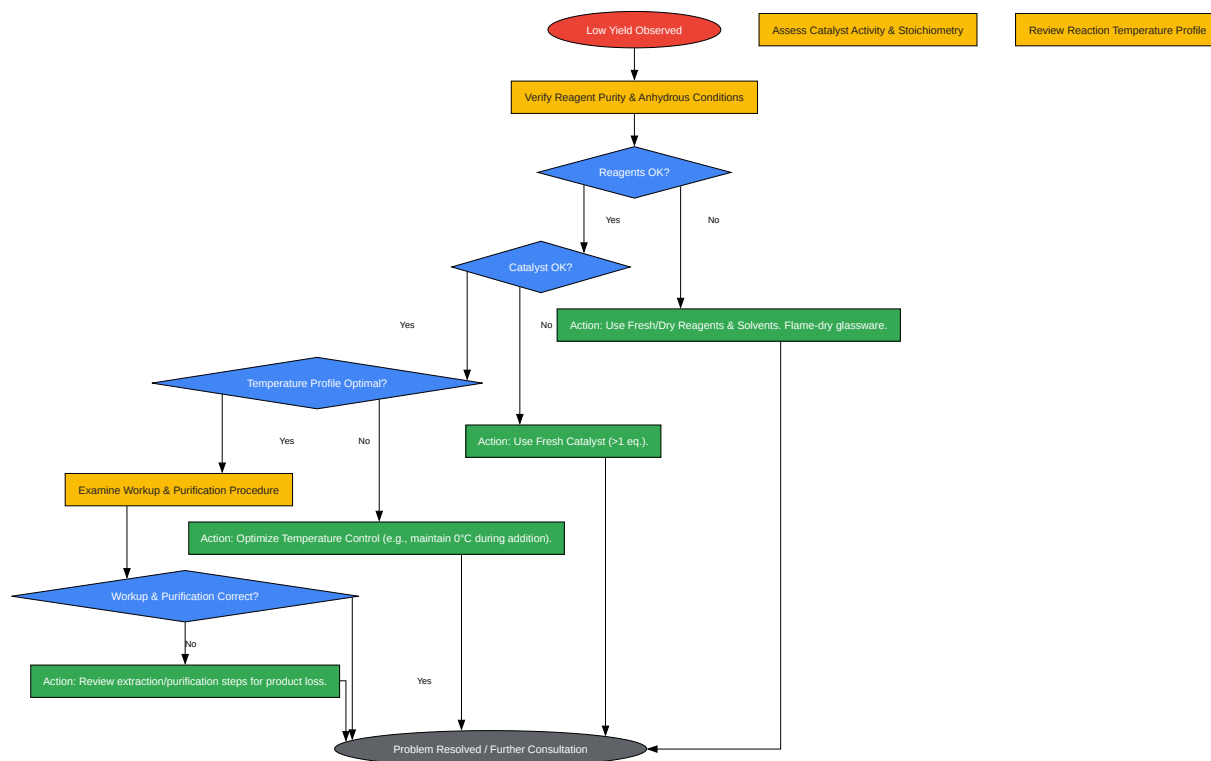 Low Yield Observed
Assess Catalyst Activity & Stoichiometry
Review Reaction Temperature Profile
Verify Reagent Purity & Anhydrous Conditions
Reagents OK?
Yes
No
Catalyst OK?
Yes
No
Action: Use Fresh/Dry Reagents & Solvents. Flame-dry glassware.
Temperature Profile Optimal?
Yes
No
Action: Use Fresh Catalyst (>1 eq.).
Examine Workup & Purification Procedure
Action: Optimize Temperature Control (e.g., maintain 0°C during addition).
Workup & Purification Correct?
No
Action: Review extraction/purification steps for product loss.
Yes
Problem Resolved / Further Consultation